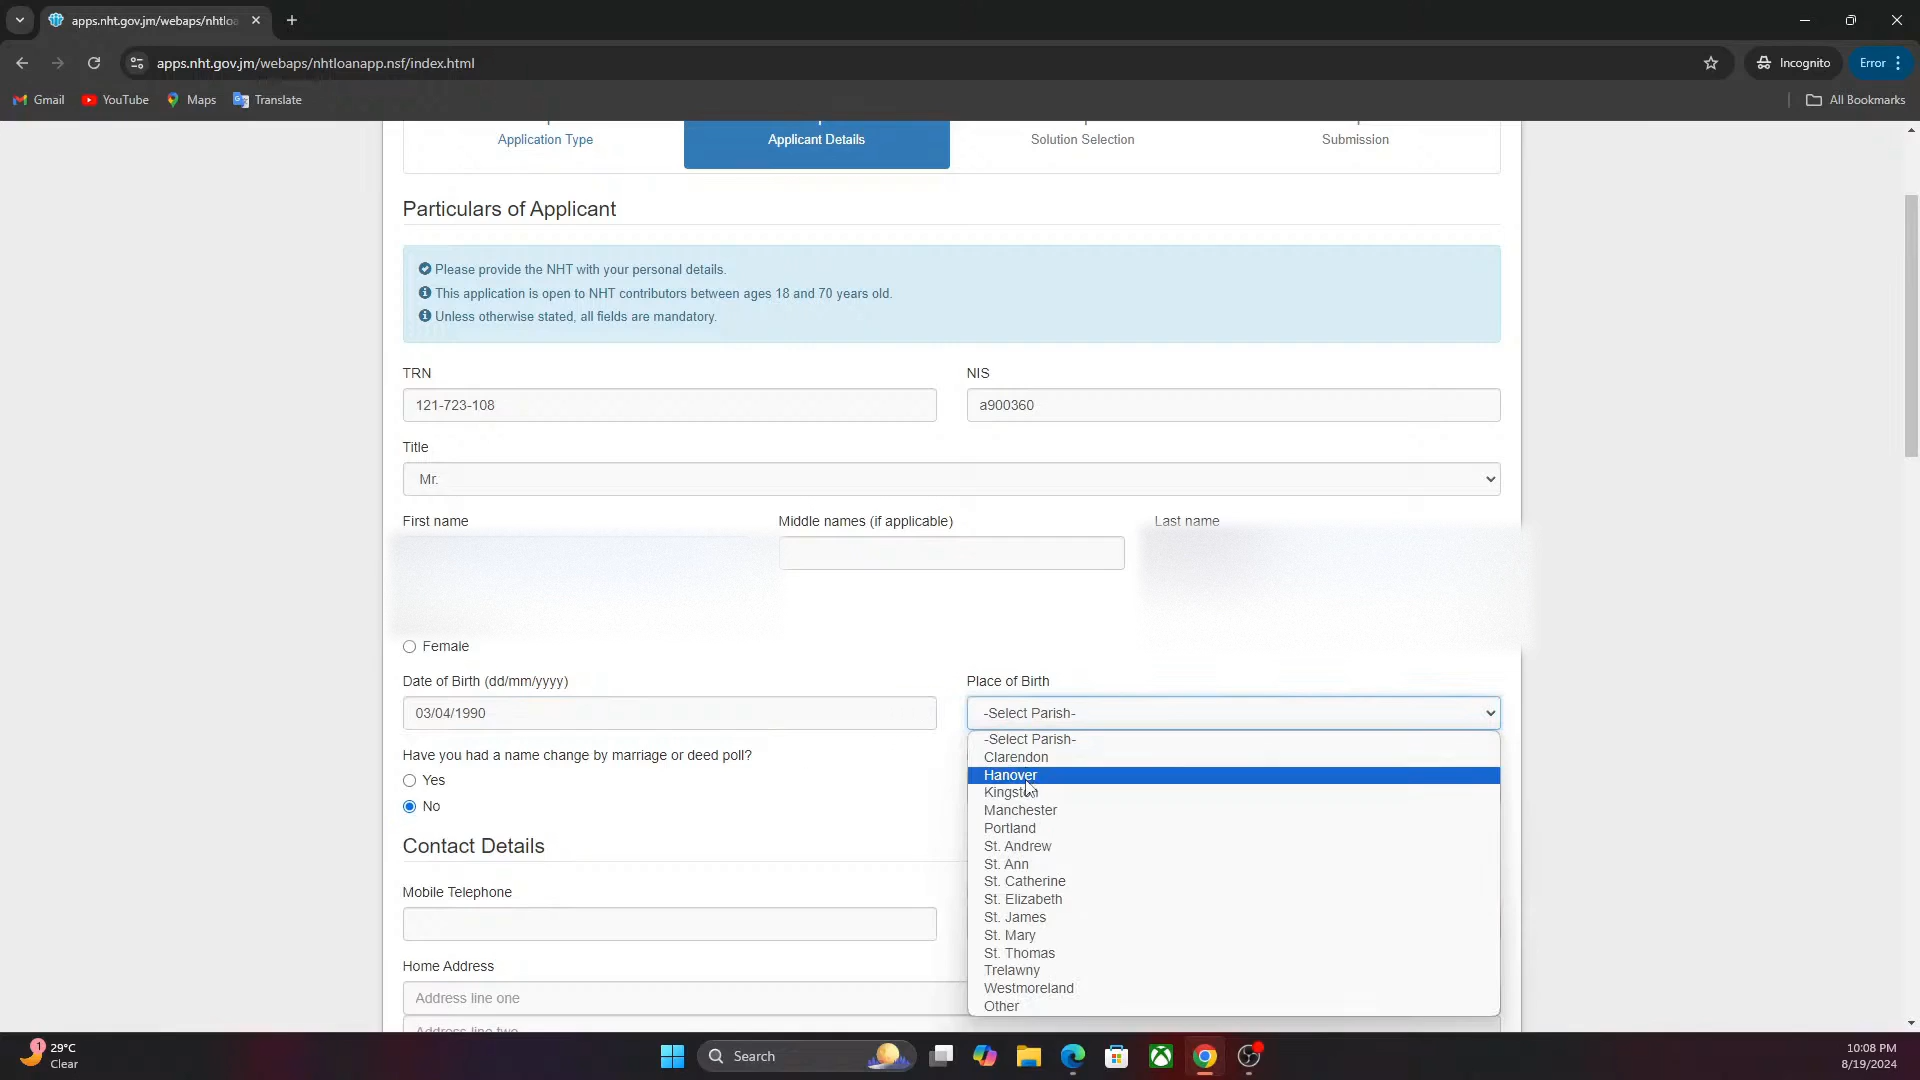 apps.nht.gov.jm/webaps/nhtloa
apps.nht.gov.jm/webaps/nhtloanapp.nsf/index.html
Incognito
Error
Gmail
YouTube
Maps
Translate
All Bookmarks
Application Type
Applicant Details
Solution Selection
Submission
Particulars of Applicant
Please provide the NHT with your personal details.
This application is open to NHT contributors between ages 18 and 70 years old.
Unless otherwise stated, all fields are mandatory.
TRN
NIS
121-723-108
a900360
Title
Mr.
First name
Middle names (if applicable)
Last name
Female
Date of Birth (dd/mm/yyyy)
Place of Birth
03/04/1990
-Select Parish-
-Select Parish-
Have you had a name change by marriage or deed poll?
Clarendon
Yes
Hanover
Kingston
No
Manchester
Portland
Contact Details
St. Andrew
St. Ann
St. Catherine
Mobile Telephone
St. Elizabeth
St. James
St. Mary
St. Thomas
Home Address
Trelawny
Westmoreland
Address line one
Other
Address line two
1
29°C
Clear
Search
10:08 PM
8/19/2024